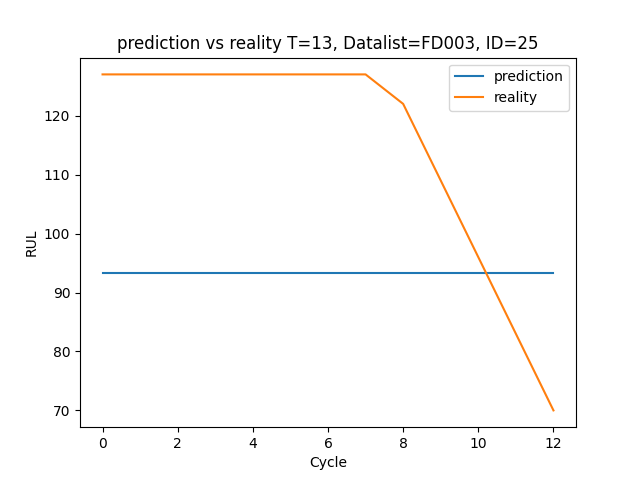 prediction vs reality T=13, Datalist=FD003, ID=25
prediction
reality
RUL
120
110
100
90
80
70
0 2 4 6 8 10 12
Cycle